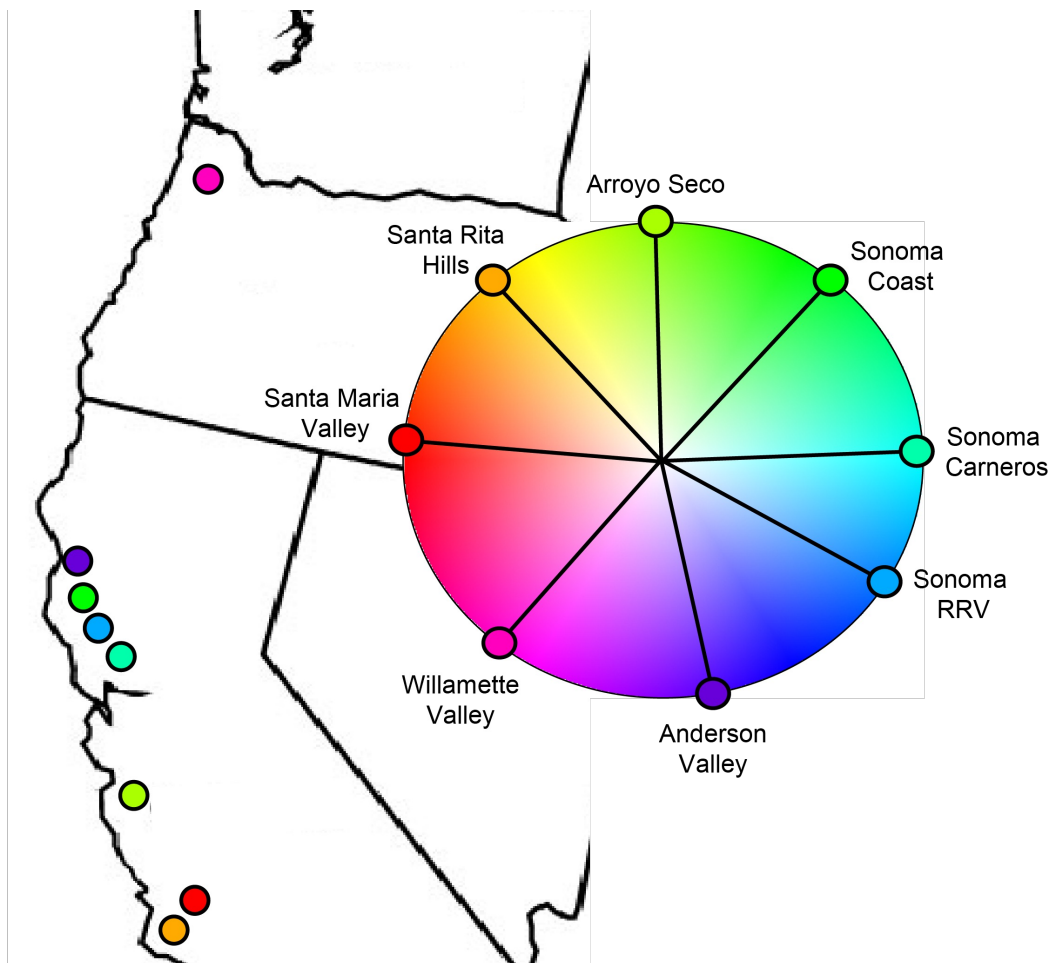 Arroyo Seco
Santa Rita
Hills
Sonoma
Coast
Santa Maria
Valley
Sonoma
Carneros
Sonoma
RRV
Willamette
Valley
Anderson
Valley